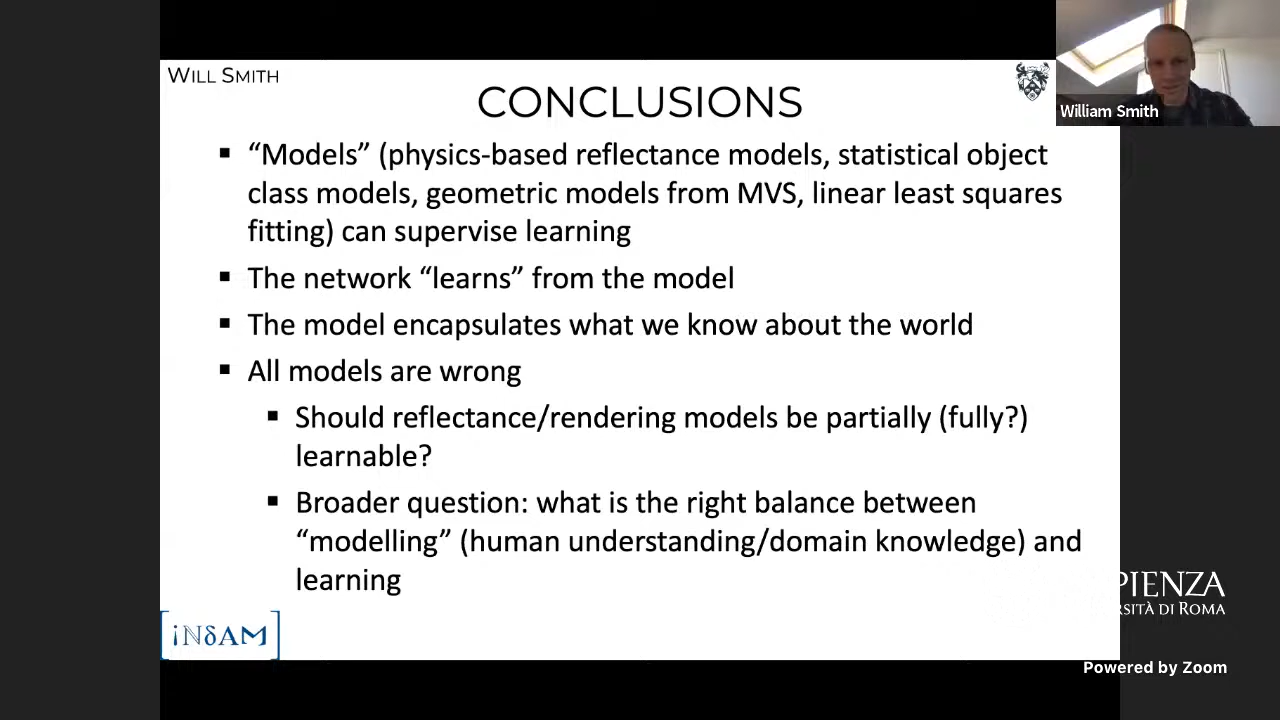 WILL SMITH
CONCLUSIONS
William Smith
▪ “Models” (physics-based reflectance models, statistical object
class models, geometric models from MVS, linear least squares
fitting) can supervise learning
▪ The network “learns” from the model
▪ The model encapsulates what we know about the world
▪ All models are wrong
▪ Should reflectance/rendering models be partially (fully?)
learnable?
▪ Broader question: what is the right balance between
“modelling” (human understanding/domain knowledge) and
learning
PIENZA
RSITÀ DI ROMA
iNδAM
Powered by Zoom